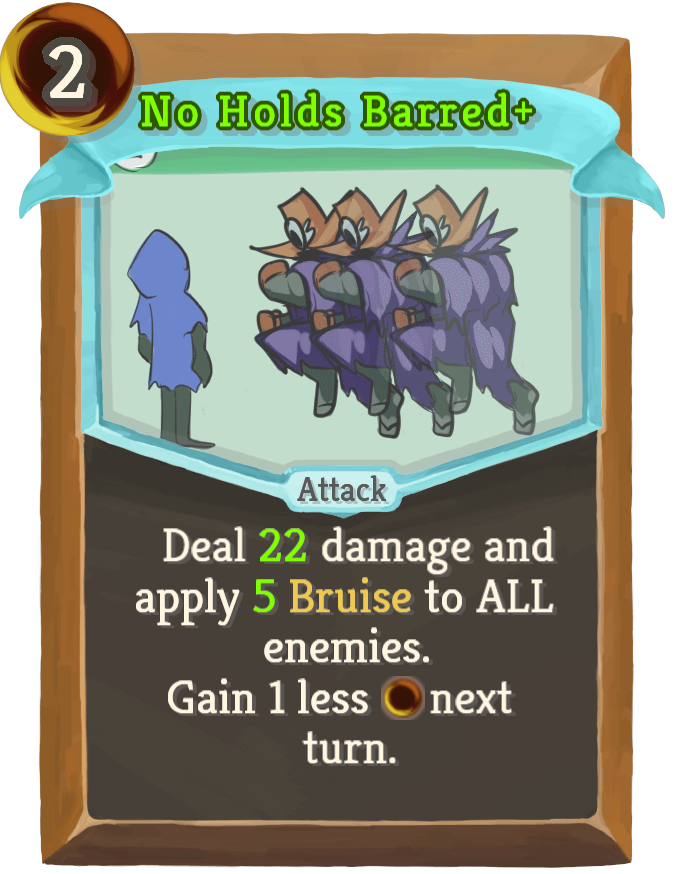 2
No Holds Barred+
Attack
Deal 22 damage and
apply 5 Bruise to ALL
enemies.
Gain 1 less next
turn.